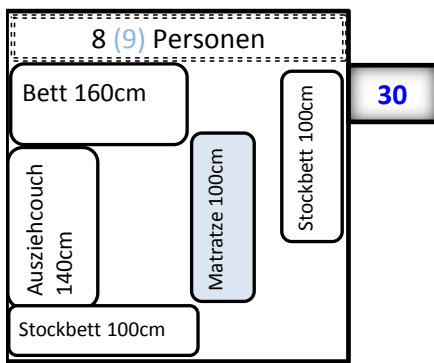 8 (9) Personen
Bett 160cm
30
Stockbett 100cm
Matratze 100cm
Ausziehcouch
140cm
Stockbett 100cm